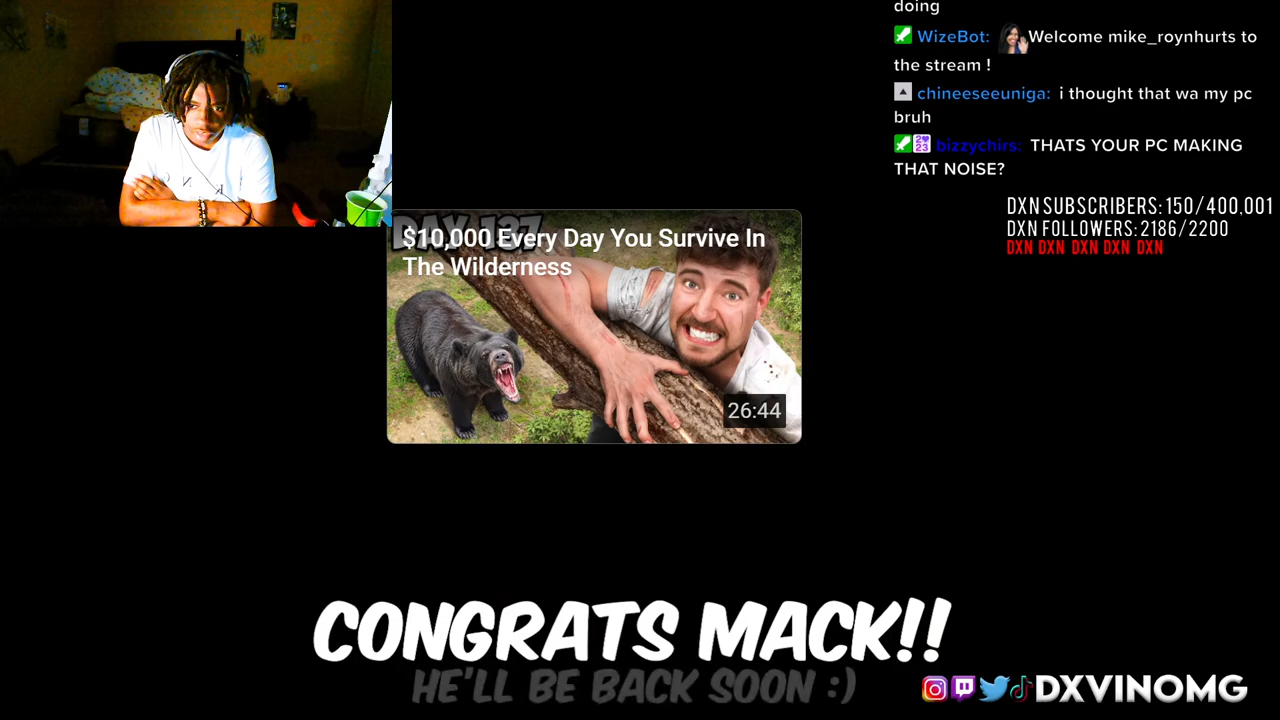 doing
WizeBot: Welcome mike_roynhurts to
the stream !
chineeseeuniga: i thought that wa my pc
bruh
bizzychirs: THATS YOUR PC MAKING
THAT NOISE?
DXN SUBSCRIBERS: 150/400,001
DXN FOLLOWERS: 2186/2200
DXN DXN DXN DXN DXN
DAY 137
$10,000 Every Day You Survive In
The Wilderness
26:44
CONGRATS MACK!!
HE'LL BE BACK SOON :)
DXVINOMG